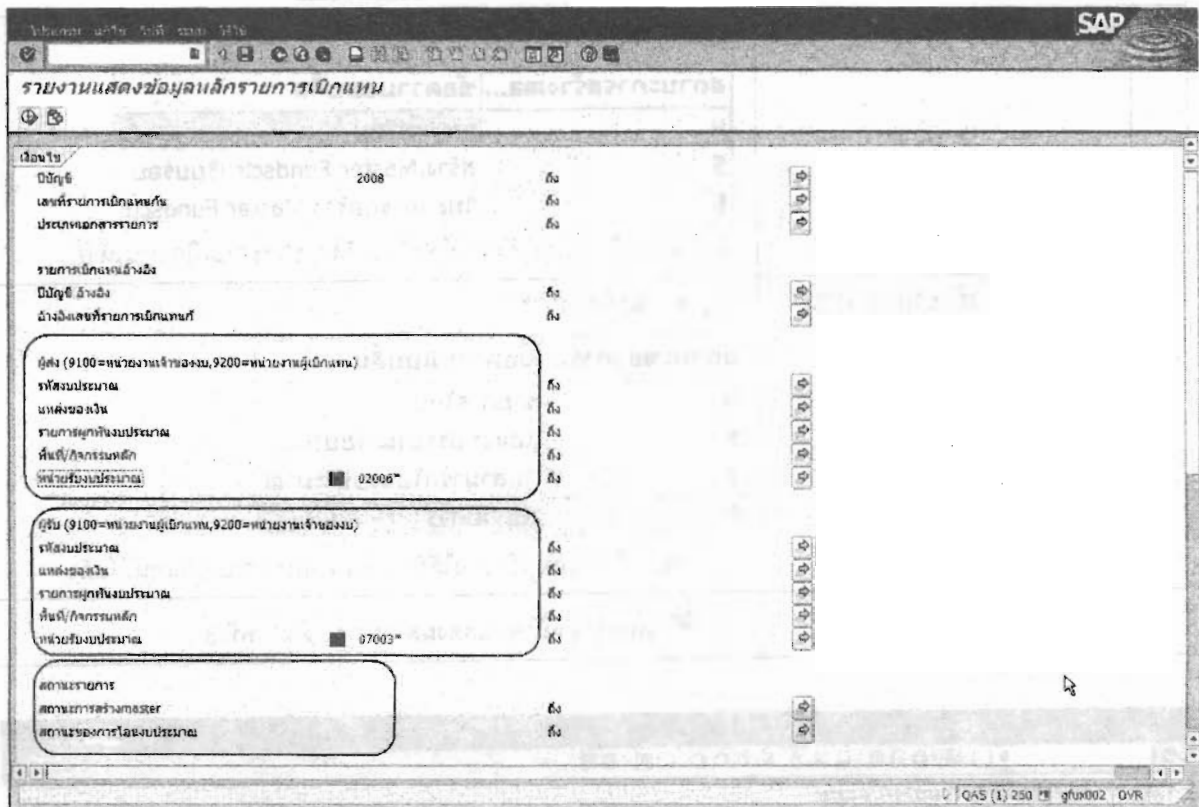 SAP
รายงานแสดงข้อมูลหลักรายการเบิกแทน
เงื่อนไข
ปีบัญชี 2008 ถึง
เลขที่รายการเบิกแทนกัน ถึง
ประเภทเอกสารรายการ ถึง
รายการเบิกแทนอ้างอิง
ปีบัญชี อ้างอิง ถึง
อ้างอิงเลขที่รายการเบิกแทนกั ถึง
ผู้ส่ง (9100=หน่วยงานเจ้าของงบ,9200=หน่วยงานผู้เบิกแทน)
รหัสงบประมาณ ถึง
แหล่งของเงิน ถึง
รายการผูกพันงบประมาณ ถึง
พื้นที่/กิจกรรมหลัก ถึง
หน่วยรับงบประมาณ 02006* ถึง
ผู้รับ (9100=หน่วยงานผู้เบิกแทน,9200=หน่วยงานเจ้าของงบ)
รหัสงบประมาณ ถึง
แหล่งของเงิน ถึง
รายการผูกพันงบประมาณ ถึง
พื้นที่/กิจกรรมหลัก ถึง
หน่วยรับงบประมาณ 07003* ถึง
สถานะรายการ
สถานะการสร้างmaster ถึง
สถานะของการโอนงบประมาณ ถึง
QAS (1) 250 gfux002 OVR